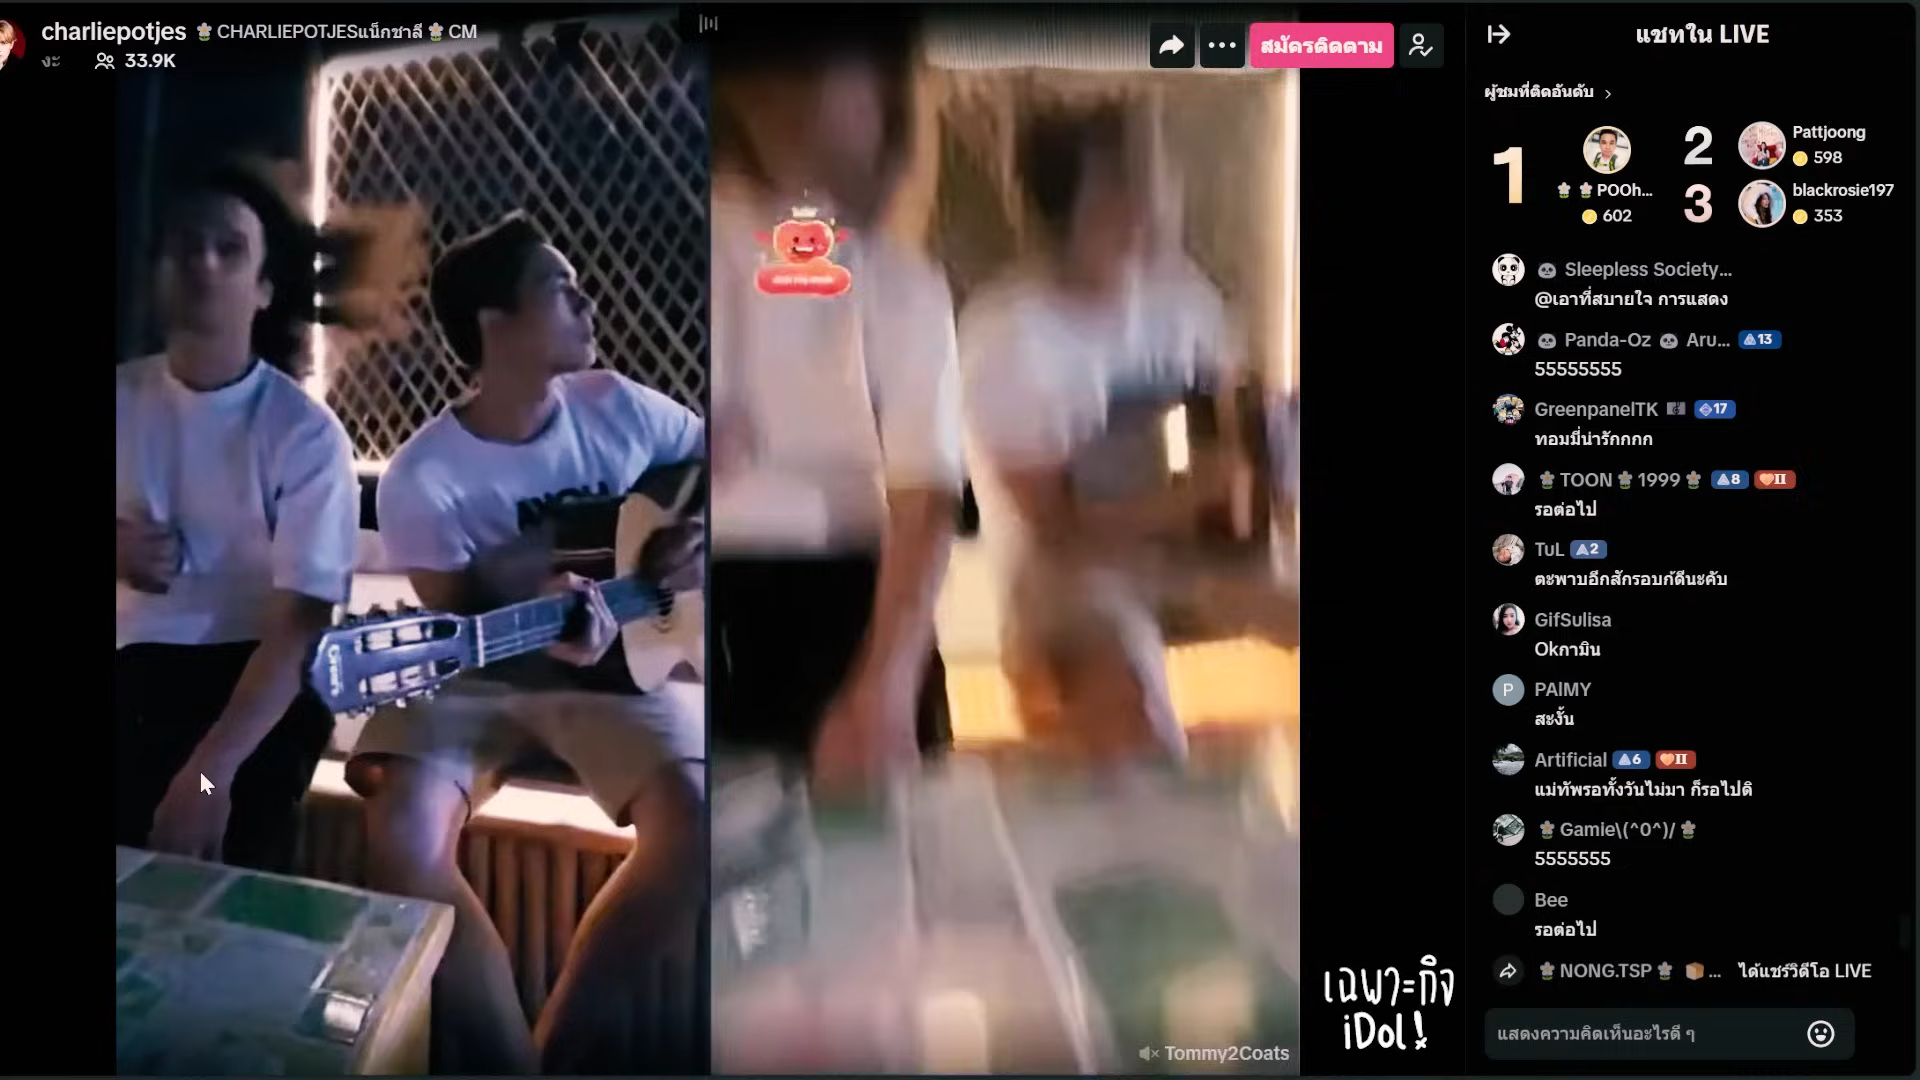 charliepotjes CHARLIEPOTJESแน็กชาลี CM
งะ 33.9K
สมัครติดตาม
แชทใน LIVE
ผู้ชมที่ติดอันดับ
1
POOh...
602
2
Pattjoong
598
3
blackrosie197
353
Sleepless Society...
@เอาที่สบายใจ การแสดง
Panda-Oz Aru... 13
55555555
GreenpanelTK 17
ทอมมี่น่ารักกกก
TOON 1999 8 II
รอต่อไป
TuL 2
ตะพาบอีกสักรอบก้ดีนะคับ
GifSulisa
Okกามิน
P PAlMY
สะงั้น
Artificial 6 II
แม่ทัพรอทั้งวันไม่มา ก็รอไปดิ
Gamie\(^0^)/
5555555
Bee
รอต่อไป
NONG.TSP ... ได้แชร์วิดีโอ LIVE
แสดงความคิดเห็นอะไรดี ๆ
เฉพาะกิจ
iDol!
Tommy2Coats